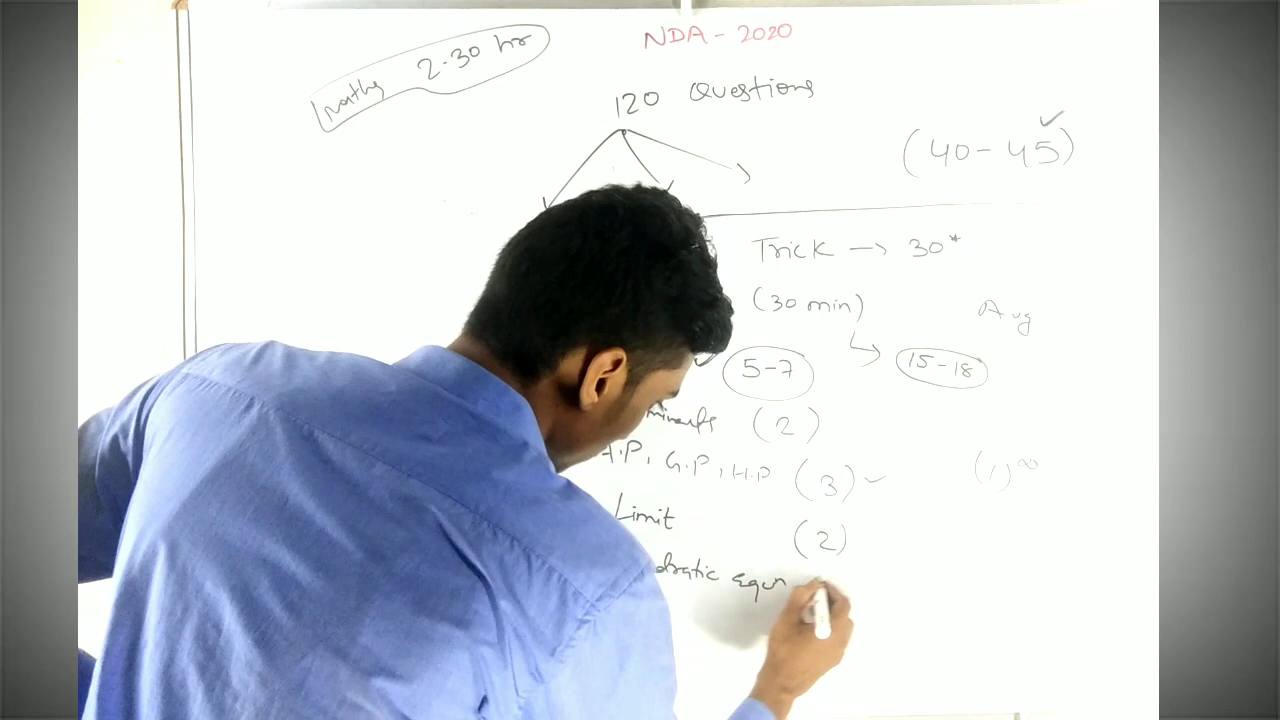 NDA - 2020
maths 2-30 hr
120 Questions
(40 - 45)
Trick → 30*
(30 min)
Avg
5-7
15-18
(2)
A.P, G.P, H.P (3)
(1)^∞
Limit (2)
dratic Equn